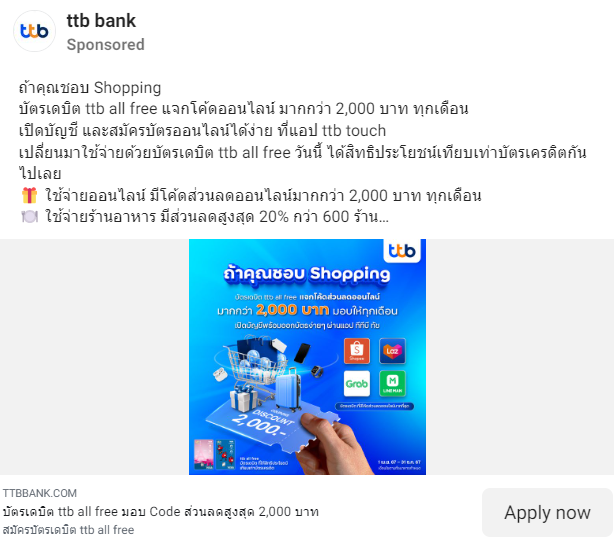 ttb bank
Sponsored
ถ้าคุณชอบ Shopping
บัตรเดบิต ttb all free แจกโค้ดออนไลน์ มากกว่า 2,000 บาท ทุกเดือน
เปิดบัญชี และสมัครบัตรออนไลน์ได้ง่าย ที่แอป ttb touch
เปลี่ยนมาใช้จ่ายด้วยบัตรเดบิต ttb all free วันนี้ ได้สิทธิประโยชน์เทียบเท่าบัตรเครดิตกัน
ไปเลย
🎁 ใช้จ่ายออนไลน์ มีโค้ดส่วนลดออนไลน์มากกว่า 2,000 บาท ทุกเดือน
🍽️ ใช้จ่ายร้านอาหาร มีส่วนลดสูงสุด 20% กว่า 600 ร้าน...
ttb
ถ้าคุณชอบ Shopping
บัตรเดบิต ttb all free แจกโค้ดส่วนลดออนไลน์
มากกว่า 2,000 บาท มอบให้ทุกเดือน
เปิดบัญชีพร้อมออกบัตรง่ายๆ ผ่านแอป ทีทีบี ทัช
Shopee
Laz
Grab
LINE MAN
DISCOUNT
2,000.-
ttb all free
1 เม.ย. 67 – 31 ธ.ค. 67
TTBBANK.COM
บัตรเดบิต ttb all free มอบ Code ส่วนลดสูงสุด 2,000 บาท
สมัครบัตรเดบิต ttb all free
Apply now